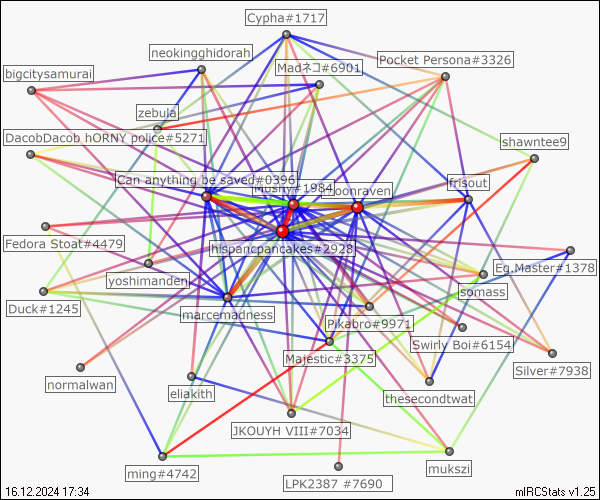 Cypha#1717
neokingghidorah
Madネコ#6901
Pocket Persona#3326
bigcitysamurai
zebula
DacobDacob hORNY police#5271
shawntee9
Can anything be saved#0396
Mushy#1984
moonraven
frisout
Fedora Stoat#4479
hispancpancakes#2928
Eg.Master#1378
yoshimanden
somass
Duck#1245
marcemadness
Pikabro#9971
Swirly Boi#6154
Majestic#3375
Silver#7938
normalwan
eliakith
thesecondtwat
JKOUYH VIII#7034
ming#4742
mukszi
LPK2387 #7690
16.12.2024 17:34
mIRCStats v1.25